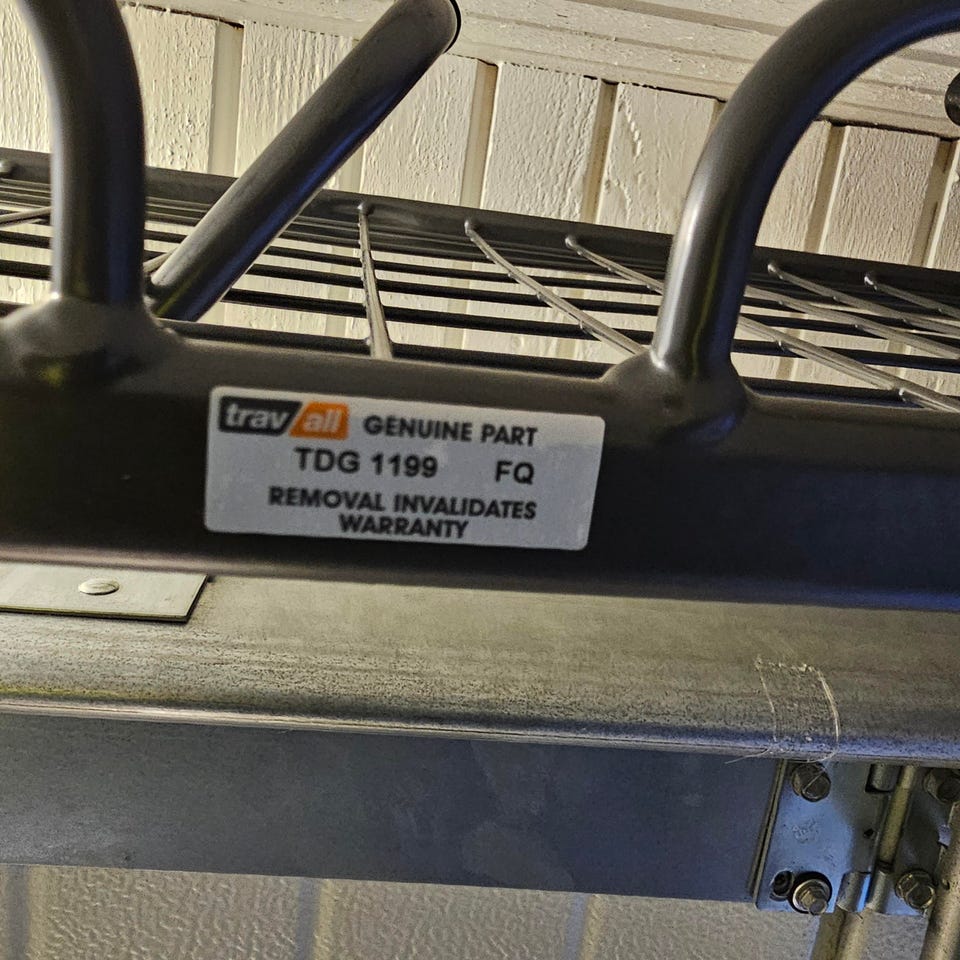 travall GENUINE PART
TDG 1199 FQ
REMOVAL INVALIDATES
WARRANTY